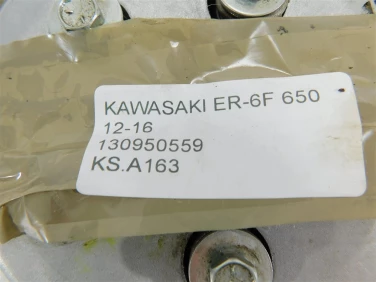 KAWASAKI ER-6F 650
12-16
130950559
KS.A163